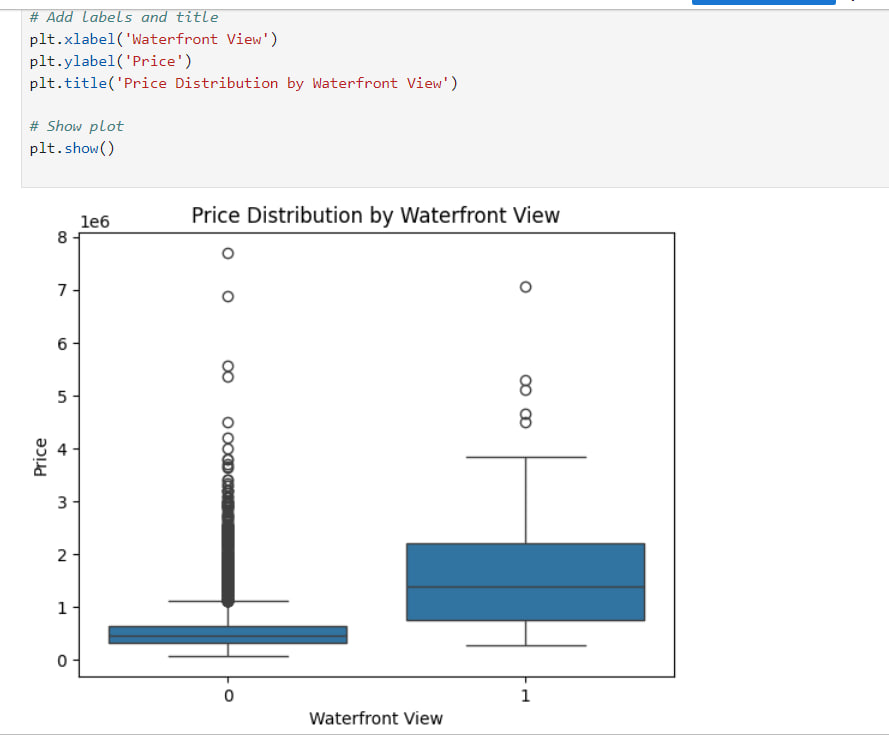 # Add labels and title
plt.xlabel('Waterfront View')
plt.ylabel('Price')
plt.title('Price Distribution by Waterfront View')
# Show plot
plt.show()
Price Distribution by Waterfront View
1e6
8
7
6
5
4
3
2
1
0
Price
0 1
Waterfront View